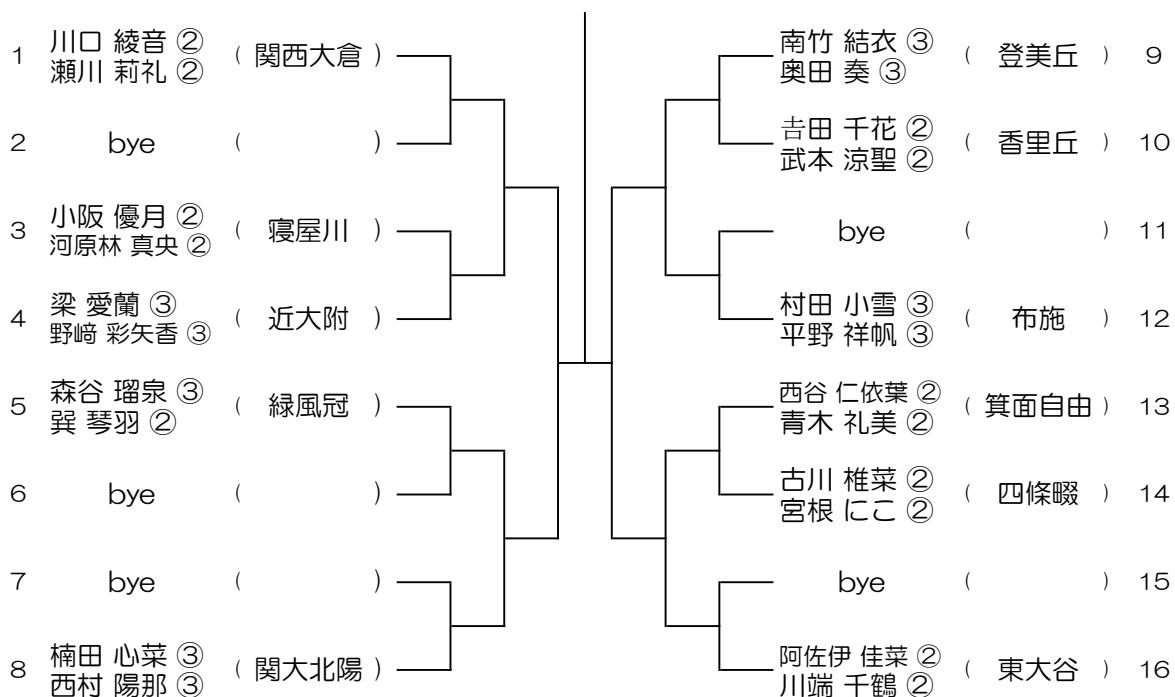 1 川口 綾音 ② ( 関西大倉 )
瀬川 莉礼 ②
2 bye ( )
3 小阪 優月 ② ( 寝屋川 )
河原林 真央 ②
4 梁 愛蘭 ③ ( 近大附 )
野﨑 彩矢香 ③
5 森谷 瑠泉 ③ ( 緑風冠 )
巽 琴羽 ②
6 bye ( )
7 bye ( )
8 楠田 心菜 ③ ( 関大北陽 )
西村 陽那 ③
南竹 結衣 ③ ( 登美丘 ) 9
奥田 奏 ③
𠮷田 千花 ② ( 香里丘 ) 10
武本 涼聖 ②
bye ( ) 11
村田 小雪 ③ ( 布施 ) 12
平野 祥帆 ③
西谷 仁依葉 ② ( 箕面自由 ) 13
青木 礼美 ②
古川 椎菜 ② ( 四條畷 ) 14
宮根 にこ ②
bye ( ) 15
阿佐伊 佳菜 ② ( 東大谷 ) 16
川端 千鶴 ②